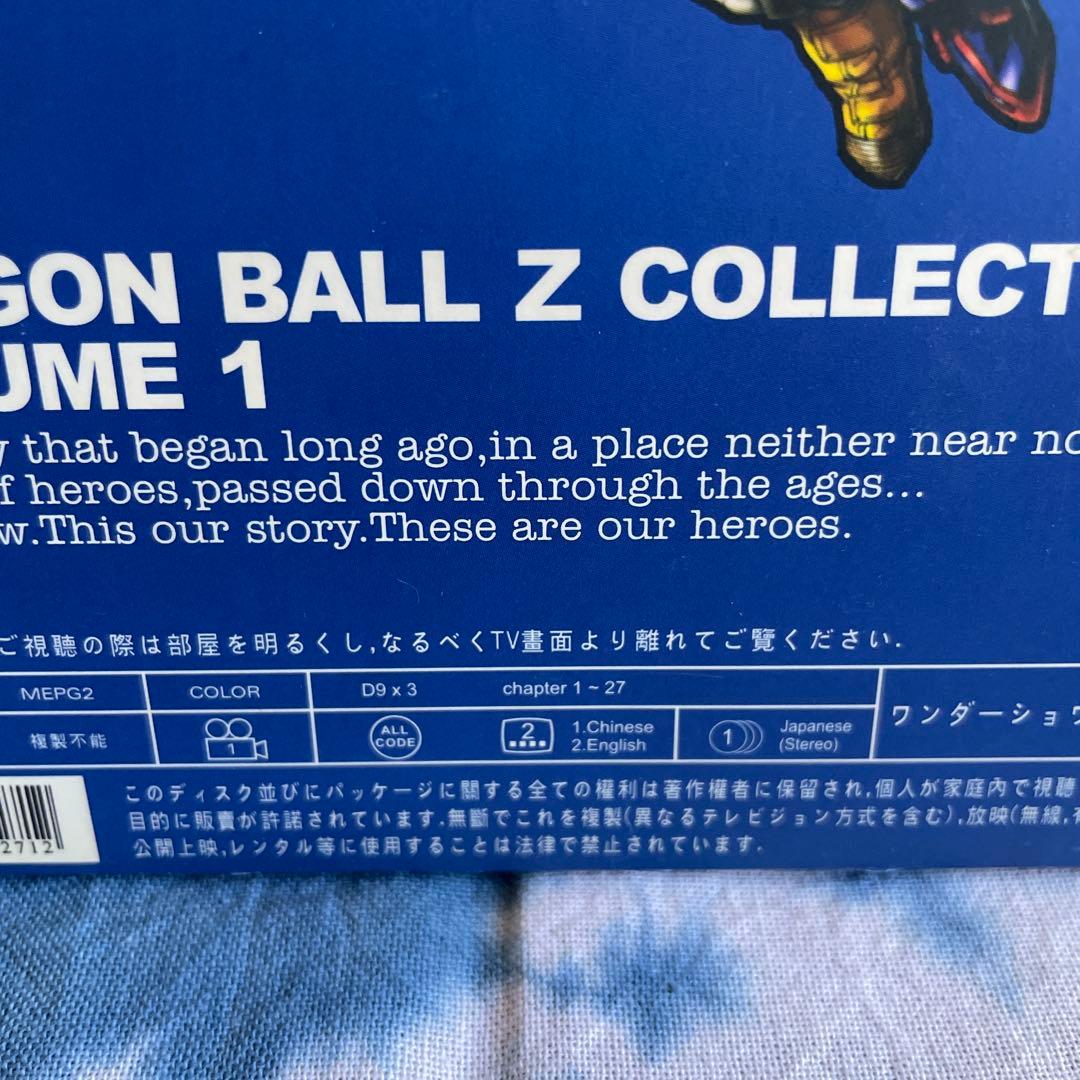 GON BALL Z COLLECT
UME 1
that began long ago,in a place neither near
f heroes,passed down through the ages...
w.This our story.These are our heroes.
ご視聴の際は部屋を明るくし,なるべくTV畫面より離れてご覽ください.
MEPG2 COLOR D9 x 3 chapter 1 ~ 27
複製不能 1 ALL CODE 2 1.Chinese 2.English 1 Japanese (Stereo)
ワンダーショウ
このディスク並びにパッケージに關する全ての權利は著作權者に保留され,個人が家庭內で視聴
目的に販賣が許諾されています.無斷でこれを複製(異なるテレビジョン方式を含む),放映(無線,
公開上映,レンタル等に使用することは法律で禁止されています.
2712